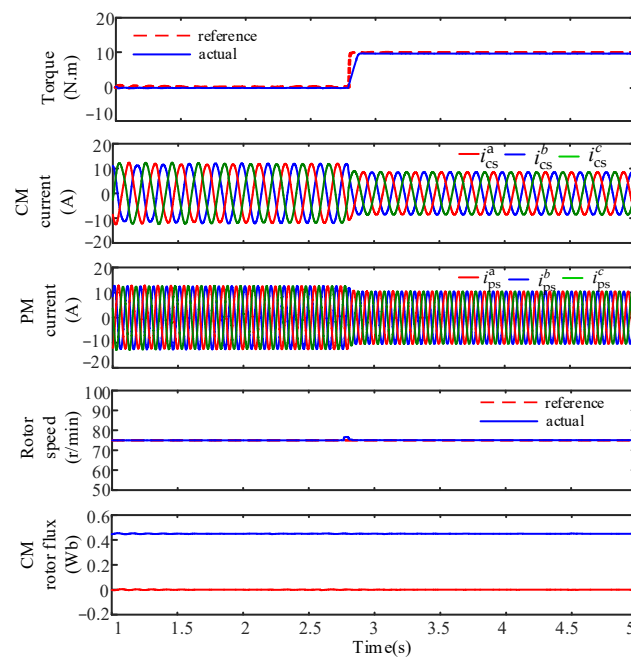 Torque
(N.m)
20
10
0
−10
reference
actual
CM
current
(A)
20
10
0
−10
−20
i_cs^a i_cs^b i_cs^c
PM
current
(A)
20
10
0
−10
−20
i_ps^a i_ps^b i_ps^c
Rotor
speed
(r/min)
100
90
80
70
60
50
reference
actual
CM
rotor flux
(Wb)
0.6
0.4
0
−0.2
1 1.5 2 2.5 3 3.5 4 4.5 5
Time(s)